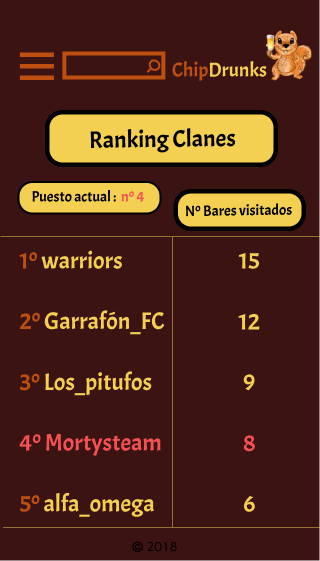 ChipDrunks
Ranking Clanes
Puesto actual : nº 4
Nº Bares visitados
1º warriors 15
2º Garrafón_FC 12
3º Los_pitufos 9
4º Mortysteam 8
5º alfa_omega 6
© 2018